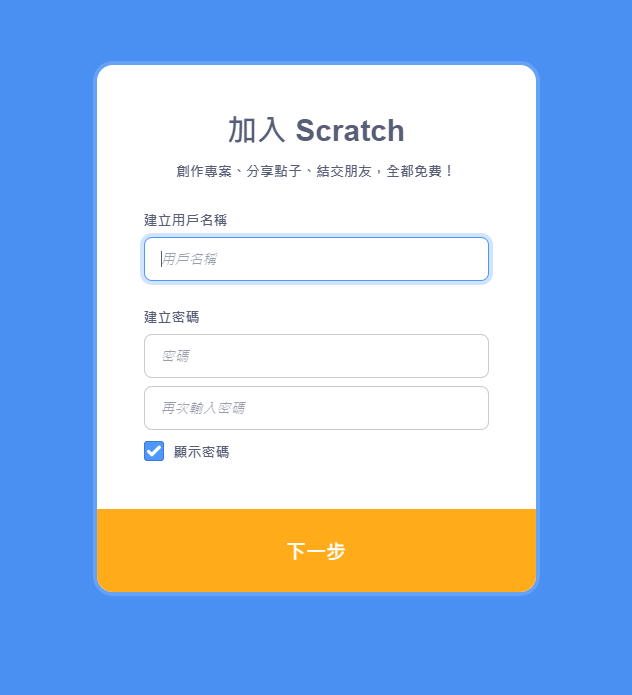 加入 Scratch
創作專案、分享點子、結交朋友，全都免費！
建立用戶名稱
用戶名稱
建立密碼
密碼
再次輸入密碼
顯示密碼
下一步